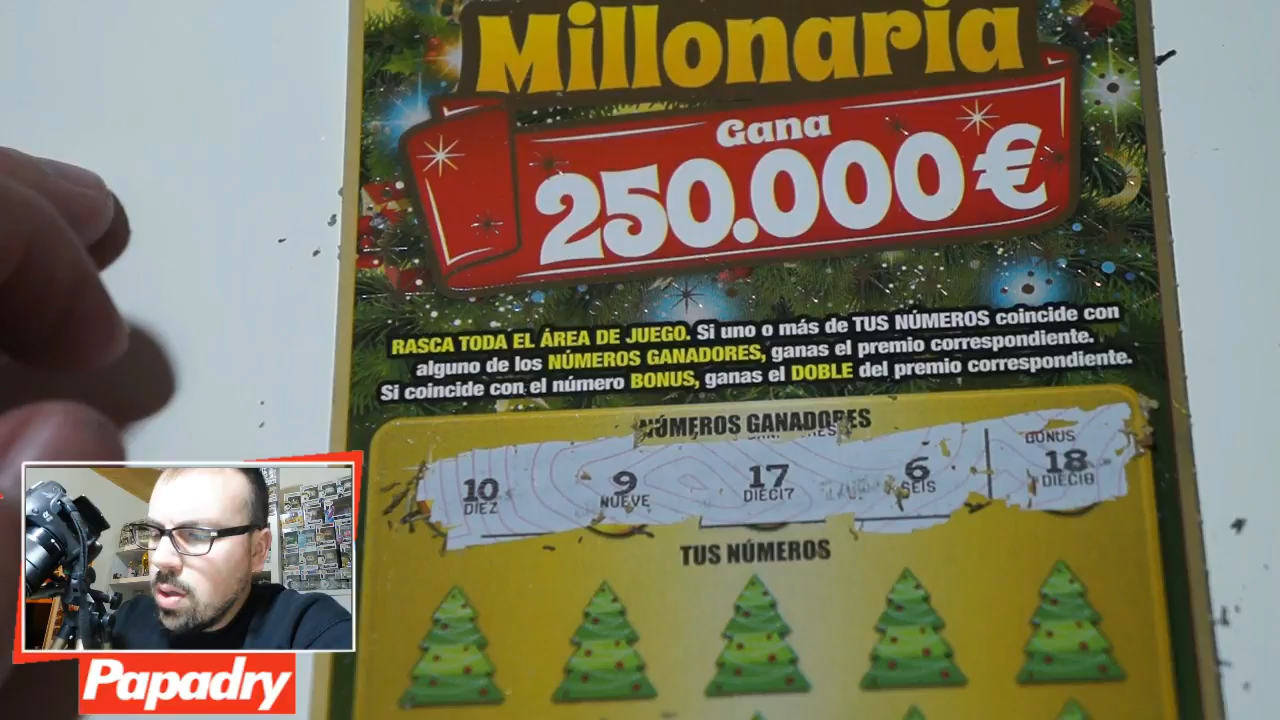 Millonaria
Gana
250.000 €
RASCA TODA EL ÁREA DE JUEGO. Si uno o más de TUS NÚMEROS coincide con
alguno de los NÚMEROS GANADORES, ganas el premio correspondiente.
Si coincide con el número BONUS, ganas el DOBLE del premio correspondiente.
NÚMEROS GANADORES
BONUS
10 9 17 6 18
DIEZ NUEVE DIECI7 SEIS DIECI8
TUS NÚMEROS
Papadry